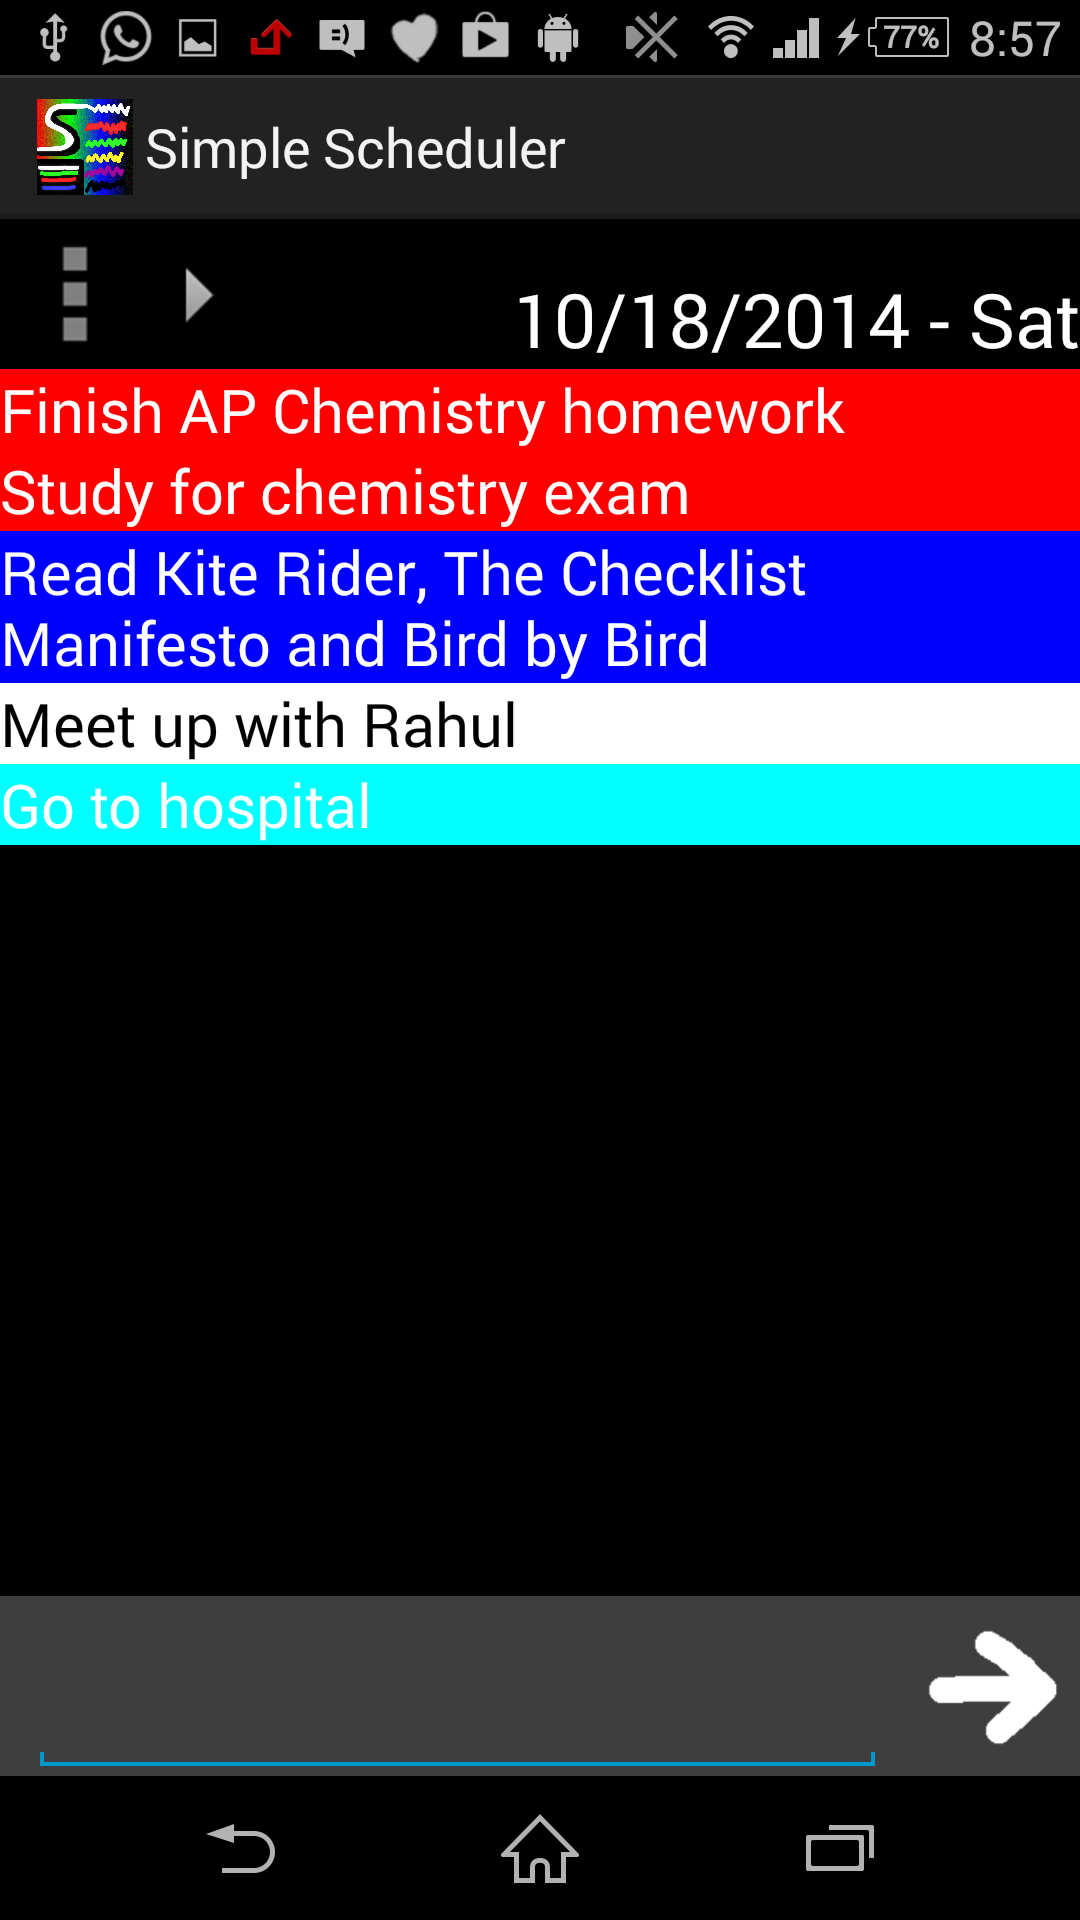 77% 8:57
Simple Scheduler
10/18/2014 - Sat
Finish AP Chemistry homework
Study for chemistry exam
Read Kite Rider, The Checklist
Manifesto and Bird by Bird
Meet up with Rahul
Go to hospital